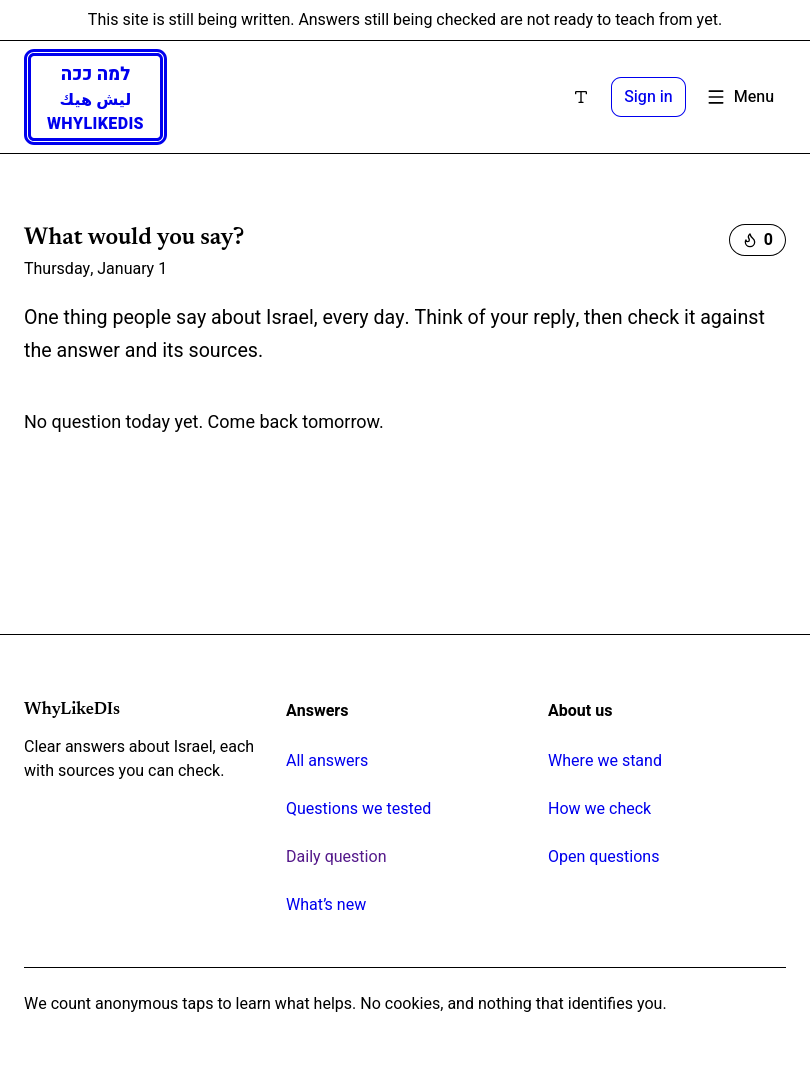 This site is still being written. Answers still being checked are not ready to teach from yet.
למה ככה
ليش هيك
WHYLIKEDIS
Sign in
Menu
What would you say?
0
Thursday, January 1
One thing people say about Israel, every day. Think of your reply, then check it against
the answer and its sources.
No question today yet. Come back tomorrow.
WhyLikeDIs
Clear answers about Israel, each
with sources you can check.
Answers
All answers
Questions we tested
Daily question
What’s new
About us
Where we stand
How we check
Open questions
We count anonymous taps to learn what helps. No cookies, and nothing that identifies you.